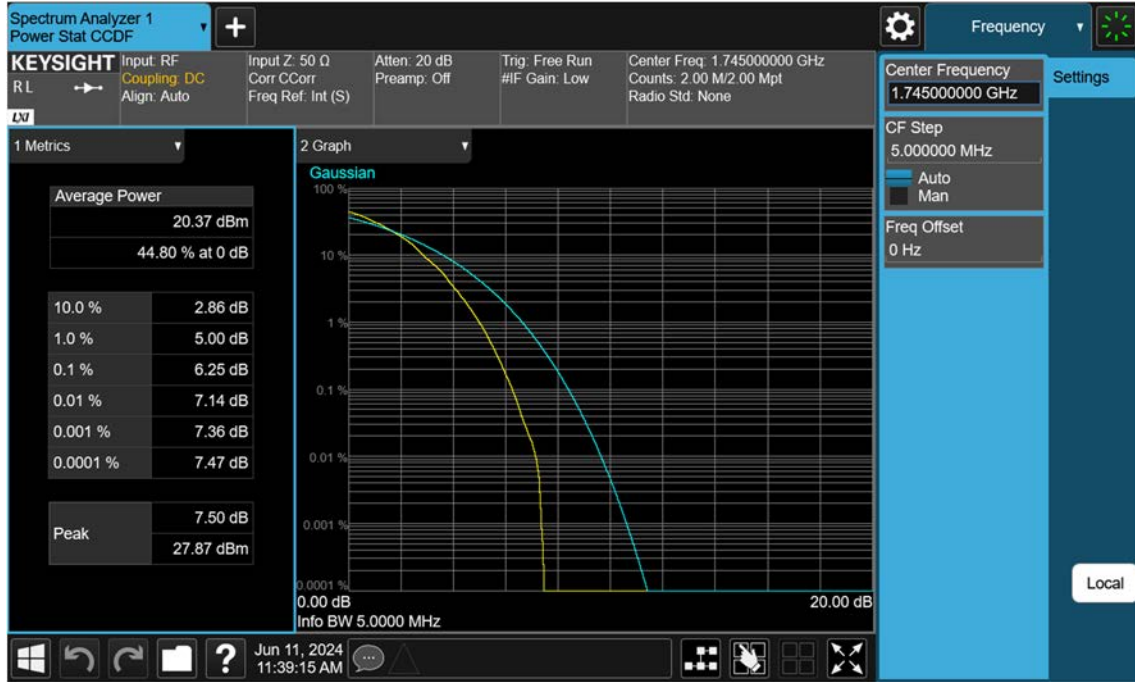 Spectrum Analyzer 1
Power Stat CCDF
Frequency
KEYSIGHT
RL
LXI
Input: RF
Coupling: DC
Align: Auto
Input Z: 50 Ω
Corr CCorr
Freq Ref: Int (S)
Atten: 20 dB
Preamp: Off
Trig: Free Run
#IF Gain: Low
Center Freq: 1.745000000 GHz
Counts: 2.00 M/2.00 Mpt
Radio Std: None
Center Frequency
1.745000000 GHz
Settings
CF Step
5.000000 MHz
Auto
Man
Freq Offset
0 Hz
Local
1 Metrics
Average Power
20.37 dBm
44.80 % at 0 dB
10.0 % 2.86 dB
1.0 % 5.00 dB
0.1 % 6.25 dB
0.01 % 7.14 dB
0.001 % 7.36 dB
0.0001 % 7.47 dB
Peak
7.50 dB
27.87 dBm
2 Graph
Gaussian
100 %
10 %
1 %
0.1 %
0.01 %
0.001 %
0.0001 %
0.00 dB 20.00 dB
Info BW 5.0000 MHz
?
Jun 11, 2024
11:39:15 AM